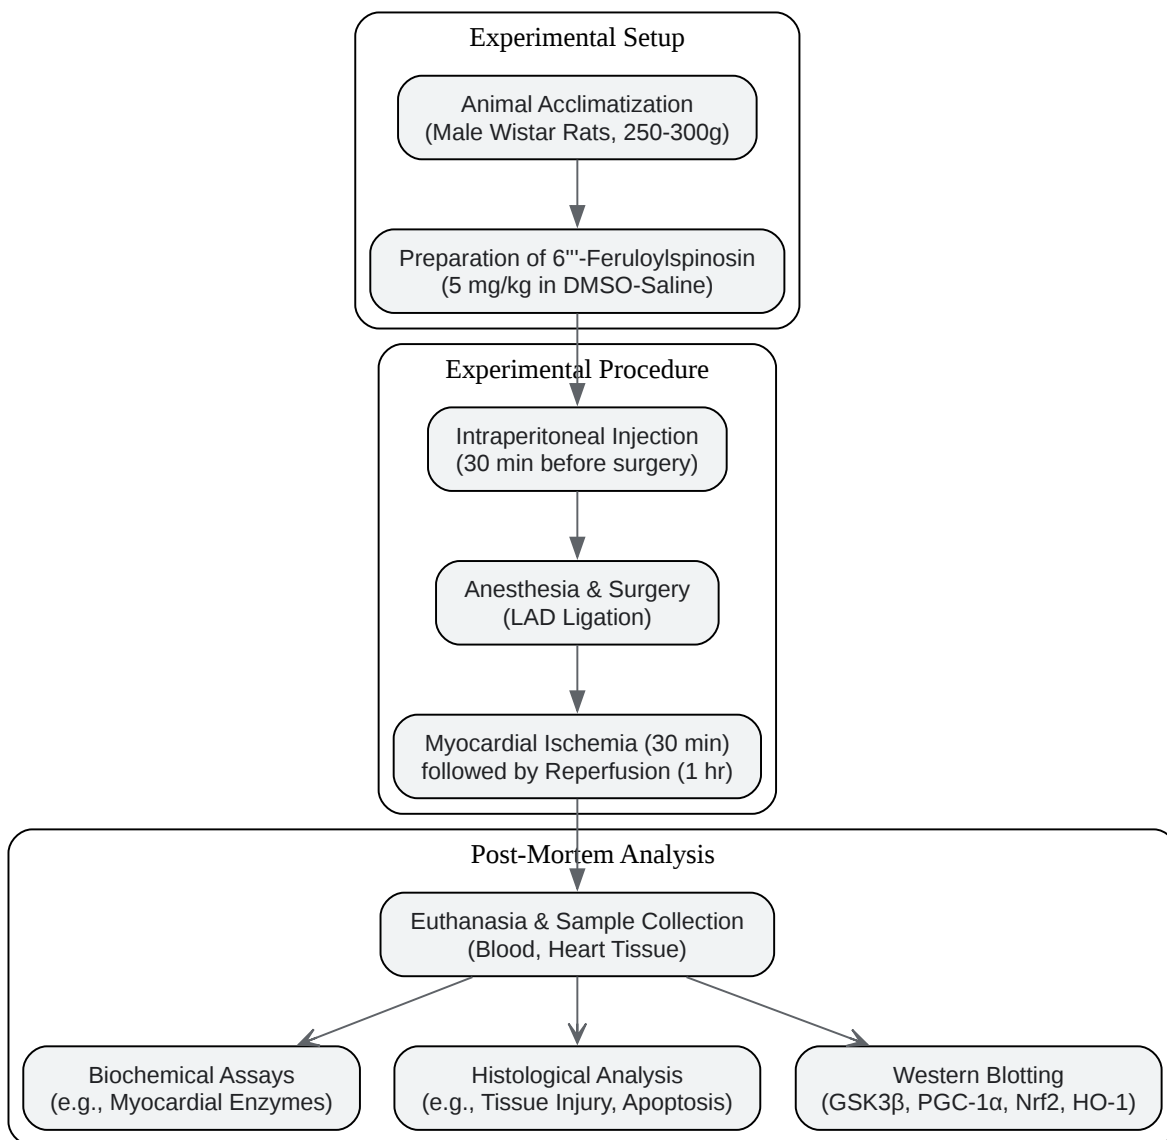 Experimental Setup
Animal Acclimatization
(Male Wistar Rats, 250-300g)
Preparation of 6'''-Feruloylspinosin
(5 mg/kg in DMSO-Saline)
Experimental Procedure
Intraperitoneal Injection
(30 min before surgery)
Anesthesia & Surgery
(LAD Ligation)
Myocardial Ischemia (30 min)
followed by Reperfusion (1 hr)
Post-Mortem Analysis
Euthanasia & Sample Collection
(Blood, Heart Tissue)
Biochemical Assays
(e.g., Myocardial Enzymes)
Histological Analysis
(e.g., Tissue Injury, Apoptosis)
Western Blotting
(GSK3β, PGC-1α, Nrf2, HO-1)